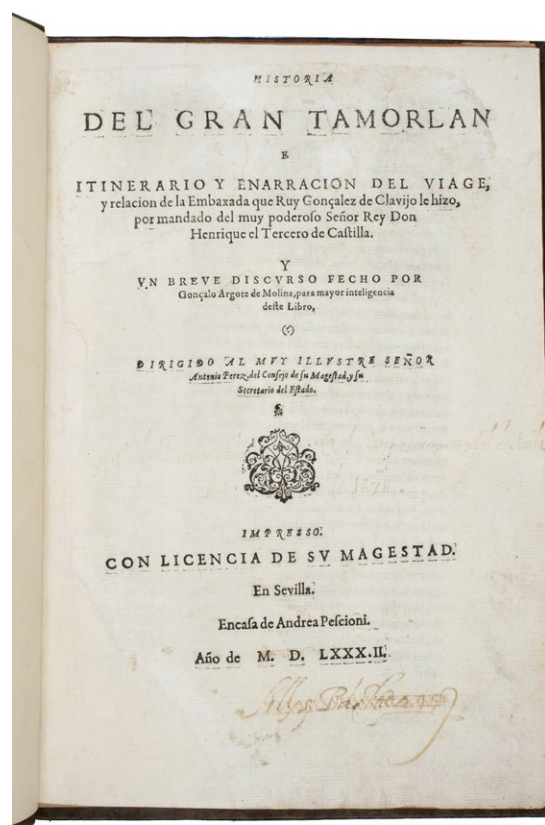 HISTORIA
DEL GRAN TAMORLAN
E
ITINERARIO Y ENARRACION DEL VIAGE,
y relacion de la Embaxada que Ruy Gonçalez de Clavijo le hizo,
por mandado del muy poderoſo Señor Rey Don
Henrique el Tercero de Caſtilla.
Y
VN BREVE DISCVRSO FECHO POR
Gonçalo Argote de Molina, para mayor inteligencia
deſte Libro,
DIRIGIDO AL MVY ILLVSTRE SEÑOR
Antonio Perez, del Conſejo de ſu Mageſtad, y ſu
Secretario del Eſtado.
de 1676.
IMPRESSO.
CON LICENCIA DE SV MAGESTAD.
En Sevilla.
En caſa de Andrea Peſcioni.
Año de M. D. LXXX.II.